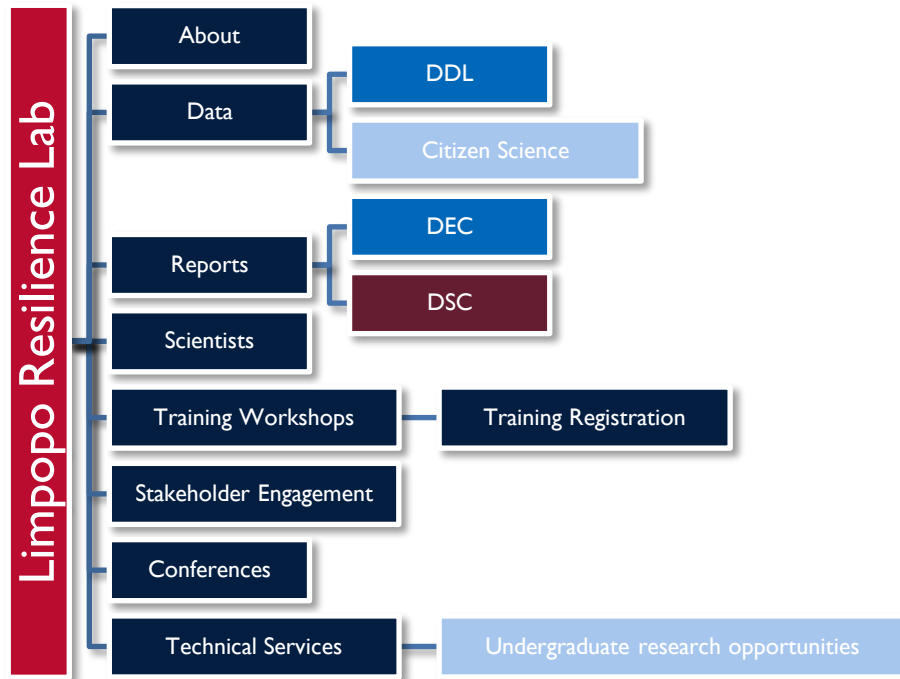 Limpopo Resilience Lab
About
Data
DDL
Citizen Science
Reports
DEC
DSC
Scientists
Training Workshops
Training Registration
Stakeholder Engagement
Conferences
Technical Services
Undergraduate research opportunities